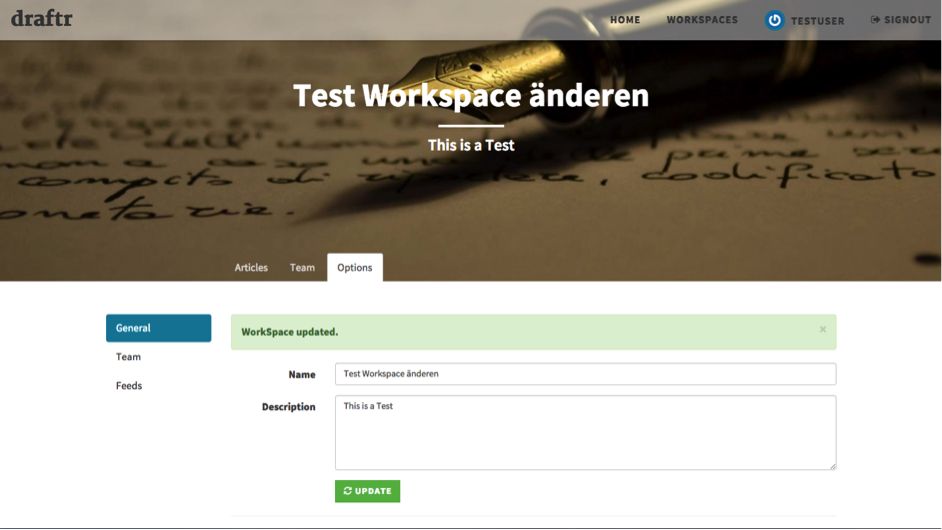 draftr
HOME WORKSPACES TESTUSER SIGNOUT
Test Workspace änderen
This is a Test
Articles Team Options
General
Team
Feeds
WorkSpace updated. ×
Name Test Workspace änderen
Description This is a Test
UPDATE